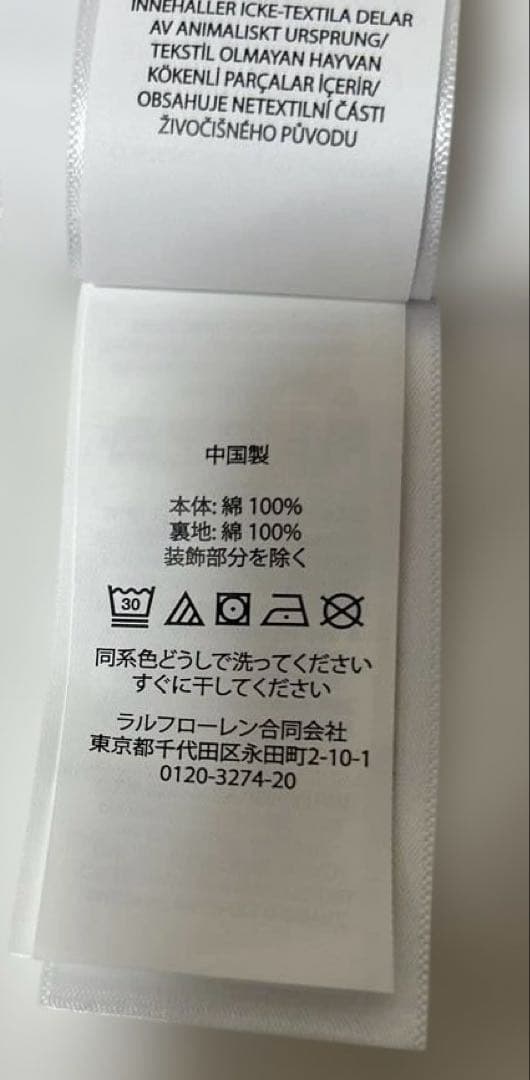 INNEHÅLLER ICKE-TEXTILA DELAR
AV ANIMALISKT URSPRUNG/
TEKSTİL OLMAYAN HAYVAN
KÖKENLİ PARÇALAR İÇERİR/
OBSAHUJE NETEXTILNÍ ČÁSTI
ŽIVOČIŠNÉHO PŮVODU
中国製
本体: 綿 100%
裏地: 綿 100%
装飾部分を除く
30
同系色どうしで洗ってください
すぐに干してください
ラルフローレン合同会社
東京都千代田区永田町2-10-1
0120-3274-20